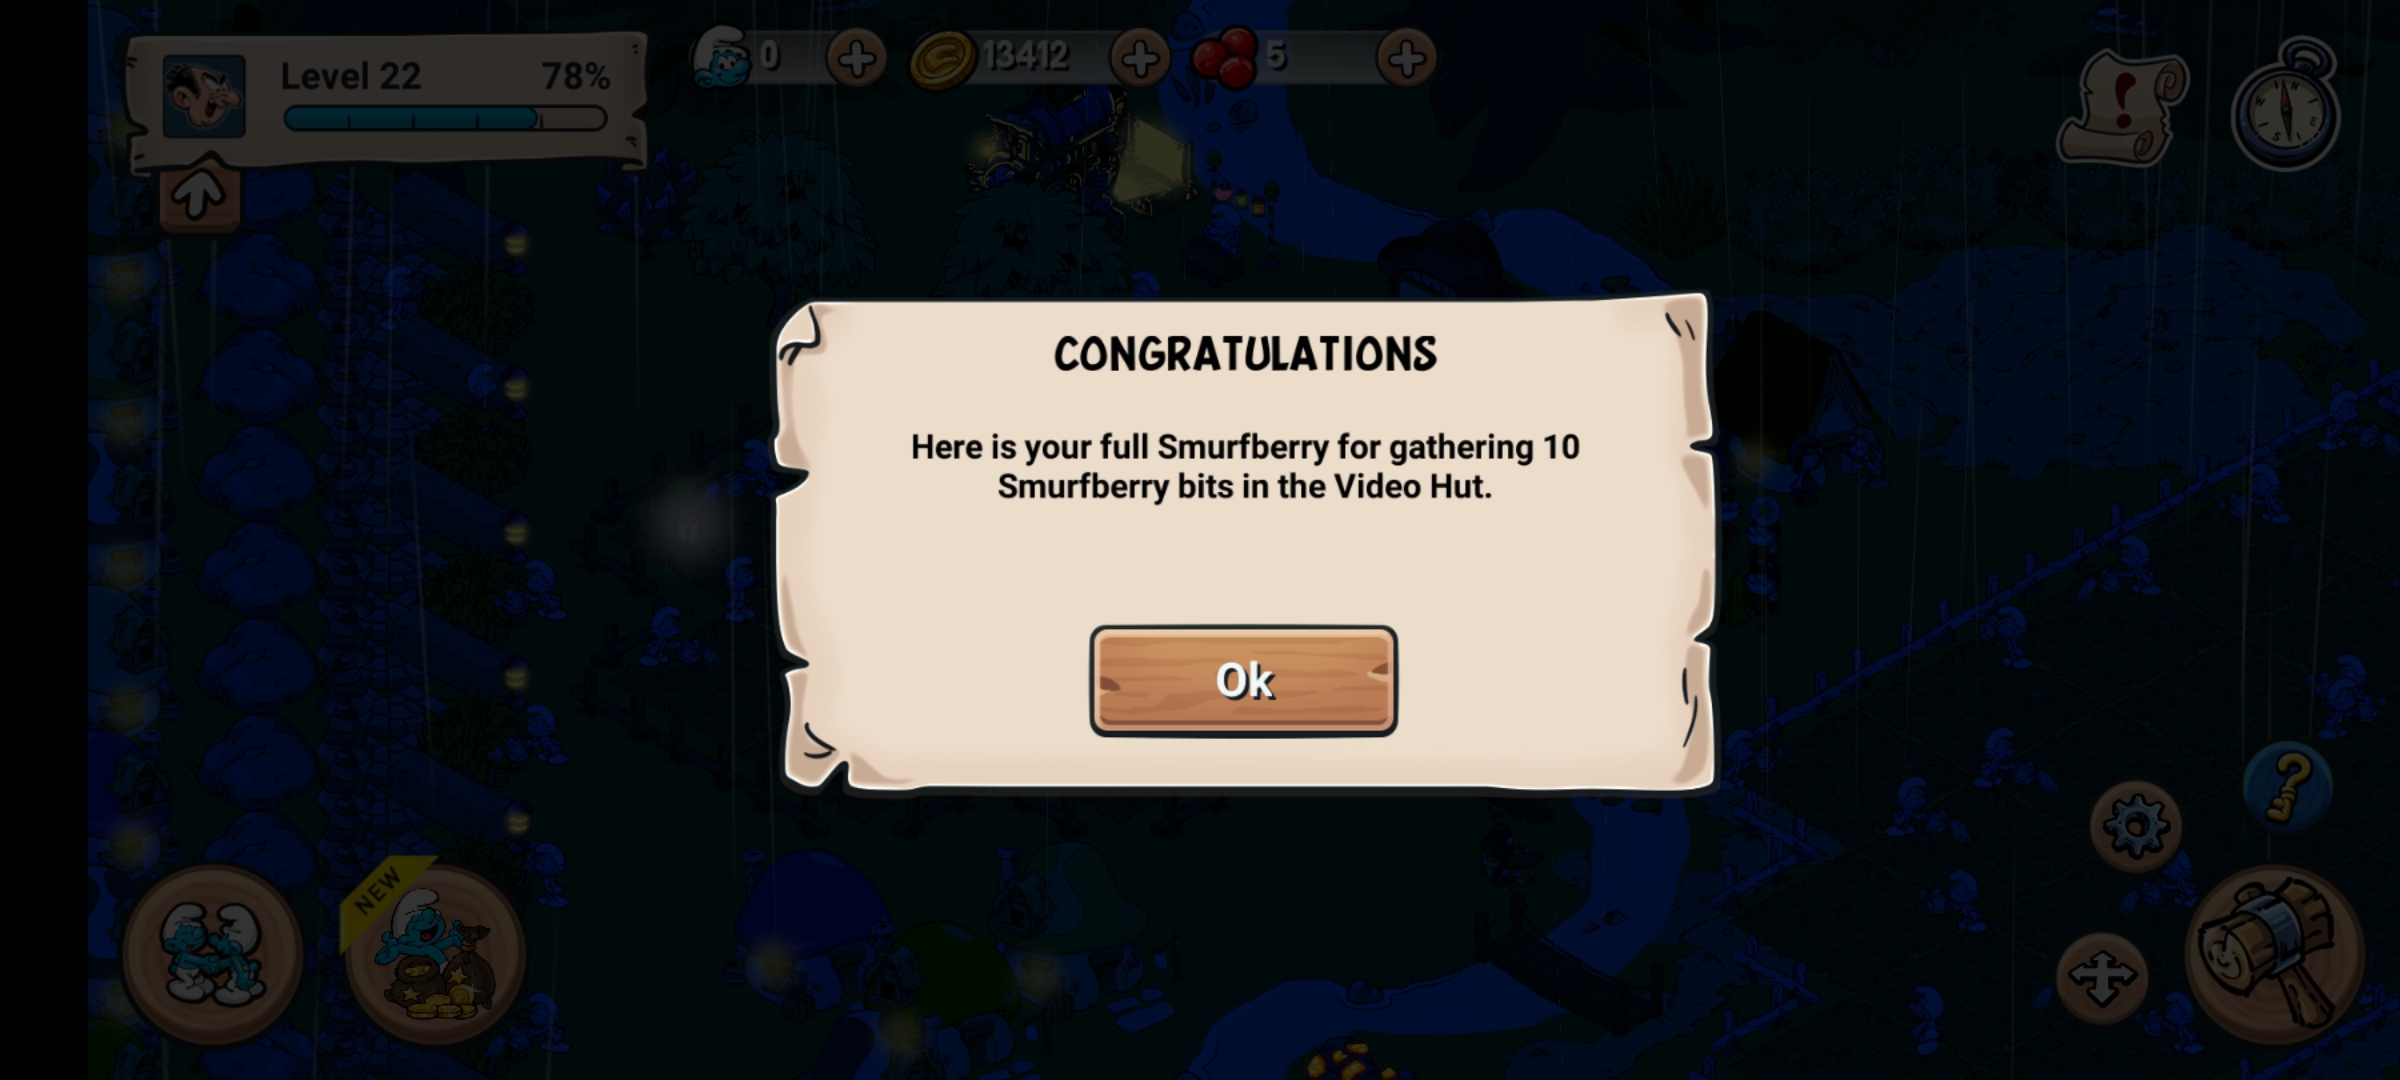 Level 22 78%
0
13412
5
CONGRATULATIONS
Here is your full Smurfberry for gathering 10
Smurfberry bits in the Video Hut.
Ok
NEW